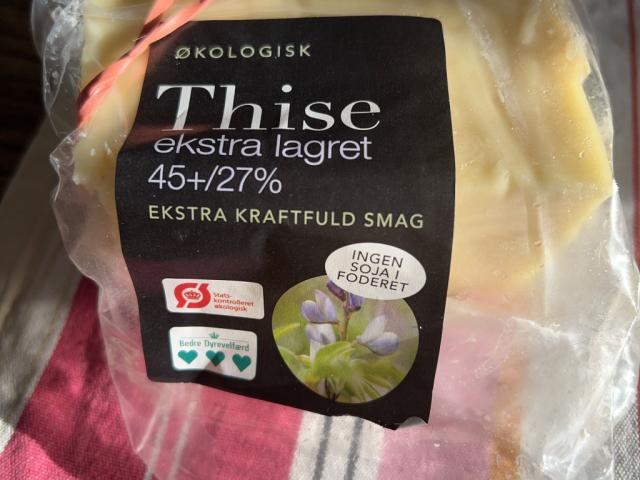 ØKOLOGISK
Thise
ekstra lagret
45+/27%
EKSTRA KRAFTFULD SMAG
INGEN
SOJA I
FODERET
Stats-
kontrolleret
økologisk
Bedre Dyrevelfærd